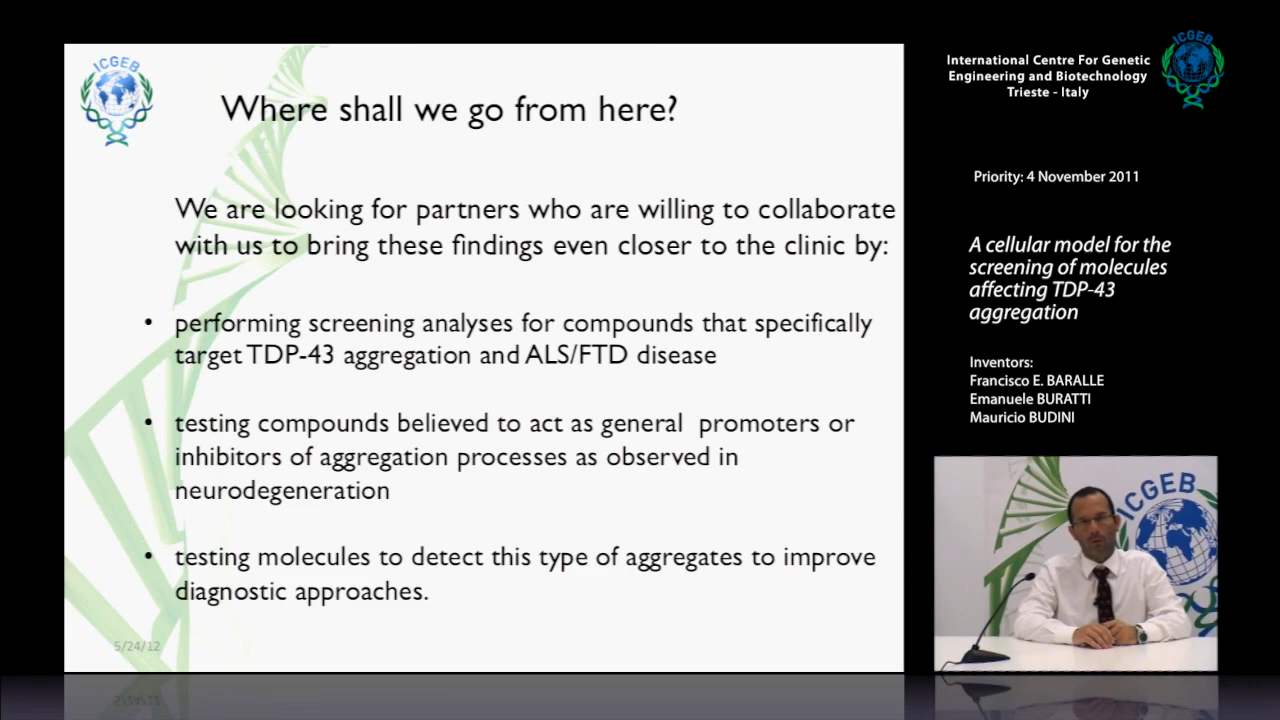 ICGEB
Where shall we go from here?
We are looking for partners who are willing to collaborate
with us to bring these findings even closer to the clinic by:
• performing screening analyses for compounds that specifically
target TDP-43 aggregation and ALS/FTD disease
• testing compounds believed to act as general promoters or
inhibitors of aggregation processes as observed in
neurodegeneration
• testing molecules to detect this type of aggregates to improve
diagnostic approaches.
5/24/12
International Centre For Genetic
Engineering and Biotechnology
Trieste - Italy
ICGEB
Priority: 4 November 2011
A cellular model for the
screening of molecules
affecting TDP-43
aggregation
Inventors:
Francisco E. BARALLE
Emanuele BURATTI
Mauricio BUDINI
ICGEB